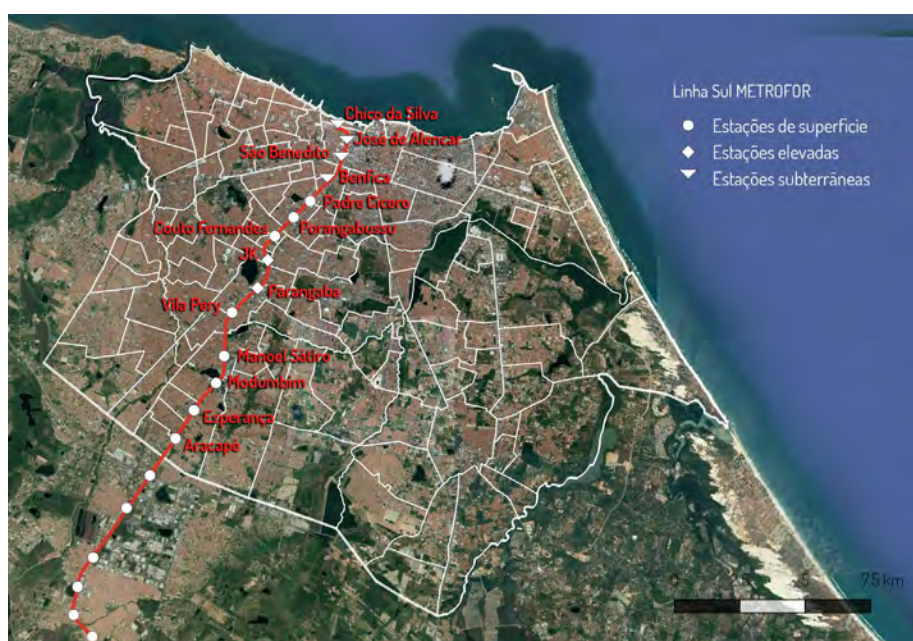 Linha Sul METROFOR
Estações de superfície
Estações elevadas
Estações subterrâneas
Chico da Silva
José de Alencar
São Benedito
Benfica
Padre Cícero
Porangabussu
Couto Fernandes
JK
Parangaba
Vila Pery
Manoel Sátiro
Modumbim
Esperança
Aracapé
0 5 7.5 km